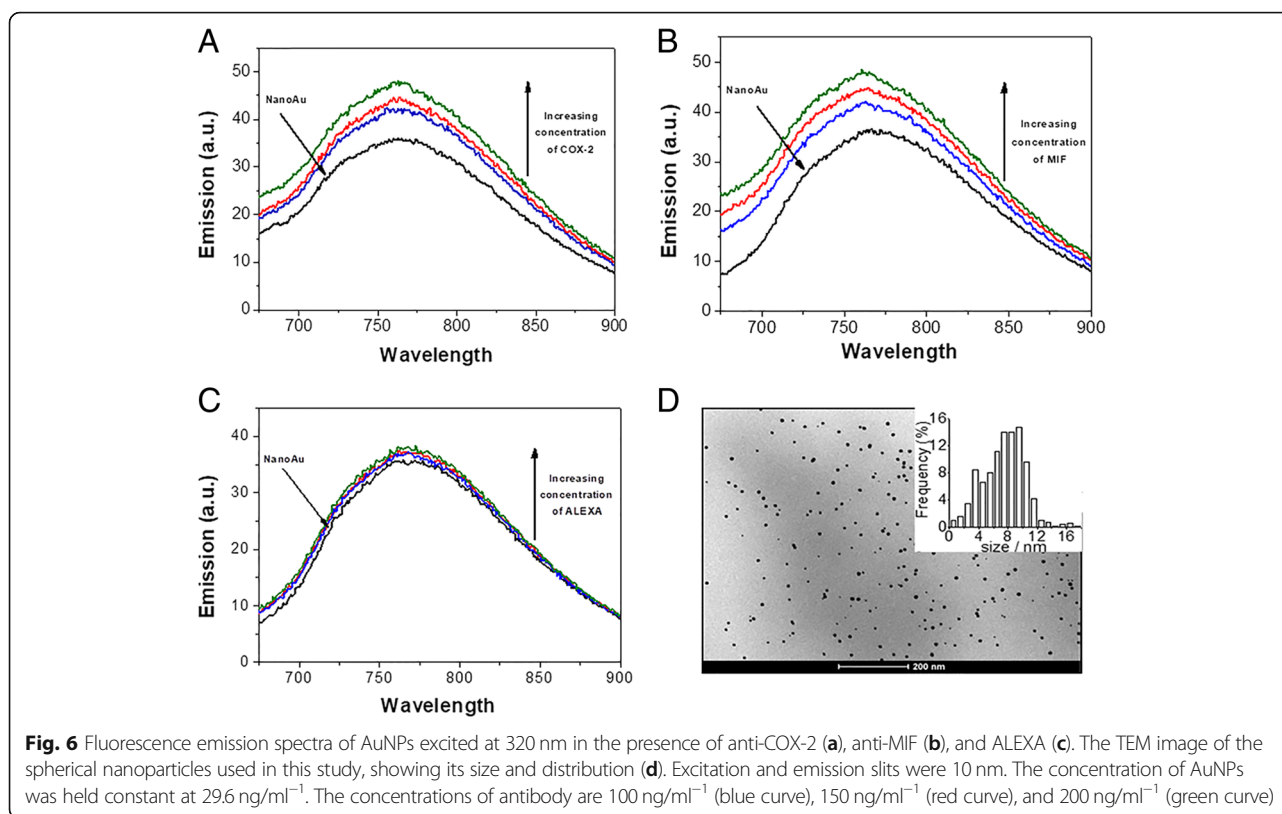 A
50
40
30
20
10
0
Emission (a.u.)
NanoAu
Increasing
concentration
of COX-2
700 750 800 850 900
Wavelength
B
50
40
30
20
10
0
Emission (a.u.)
NanoAu
Increasing
concentration
of MIF
700 750 800 850 900
Wavelength
C
40
30
20
10
0
Emission (a.u.)
NanoAu
Increasing
concentration
of ALEXA
700 750 800 850 900
Wavelength
D
16
12
8
4
0
Frequency (%)
0 4 8 12 16
size / nm
200 nm
Fig. 6 Fluorescence emission spectra of AuNPs excited at 320 nm in the presence of anti-COX-2 (a), anti-MIF (b), and ALEXA (c). The TEM image of the
spherical nanoparticles used in this study, showing its size and distribution (d). Excitation and emission slits were 10 nm. The concentration of AuNPs
was held constant at 29.6 ng/ml⁻¹. The concentrations of antibody are 100 ng/ml⁻¹ (blue curve), 150 ng/ml⁻¹ (red curve), and 200 ng/ml⁻¹ (green curve)